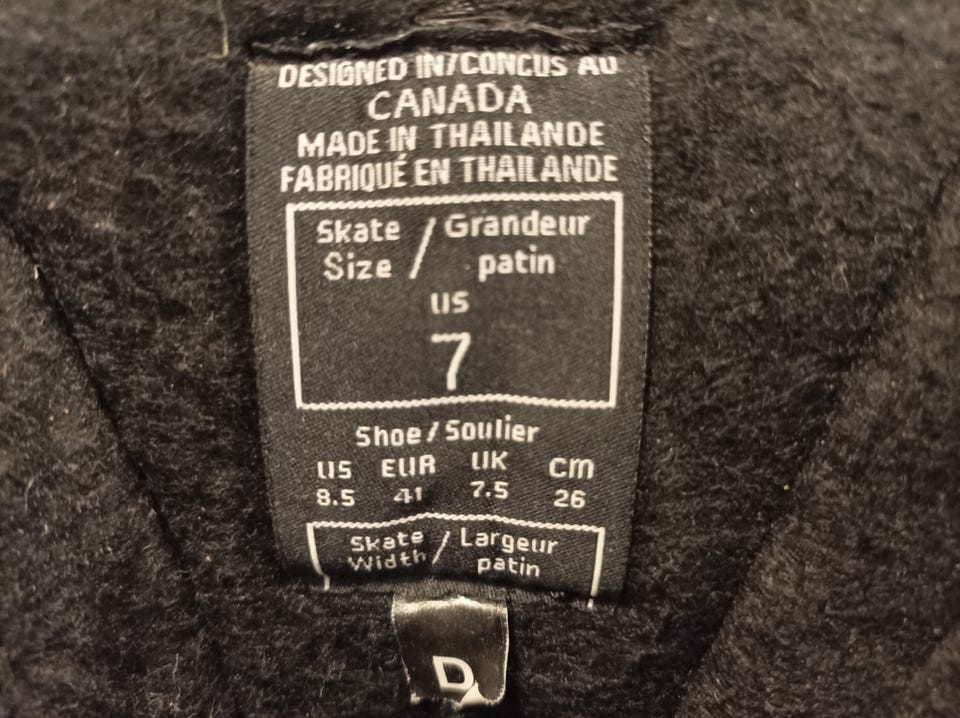 DESIGNED IN/CONCUS AU
CANADA
MADE IN THAILANDE
FABRIQUÉ EN THAILANDE
Skate / Grandeur
Size patin
US
7
Shoe / Soulier
US EUR UK cm
8.5 41 7.5 26
Skate / Largeur
Width patin
D